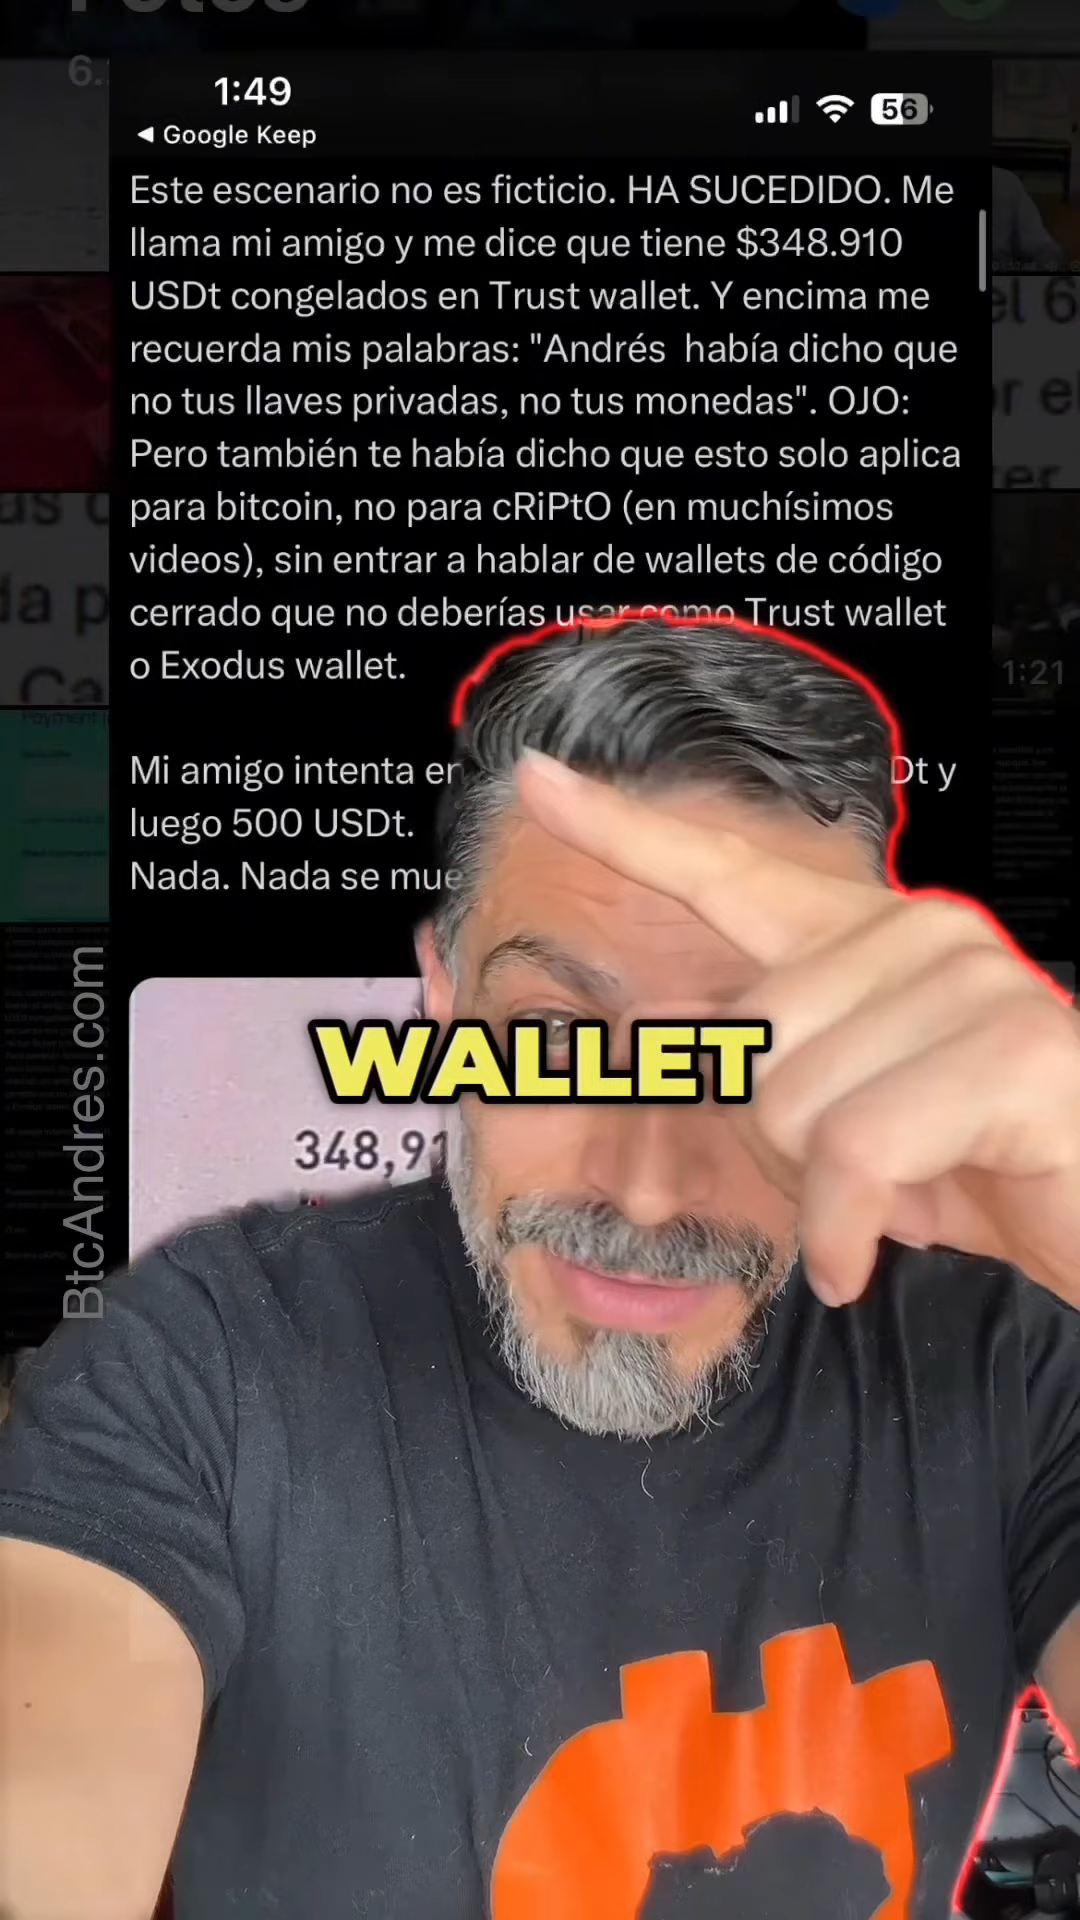 1:49
56
◀ Google Keep
Este escenario no es ficticio. HA SUCEDIDO. Me
llama mi amigo y me dice que tiene $348.910
USDt congelados en Trust wallet. Y encima me
recuerda mis palabras: "Andrés había dicho que
no tus llaves privadas, no tus monedas". OJO:
Pero también te había dicho que esto solo aplica
para bitcoin, no para cRiPtO (en muchísimos
videos), sin entrar a hablar de wallets de código
cerrado que no deberías usar como Trust wallet
o Exodus wallet.
1:21
Mi amigo intenta
Dt y
luego 500 USDt.
Nada. Nada se
WALLET
348,91
BtcAndres.com